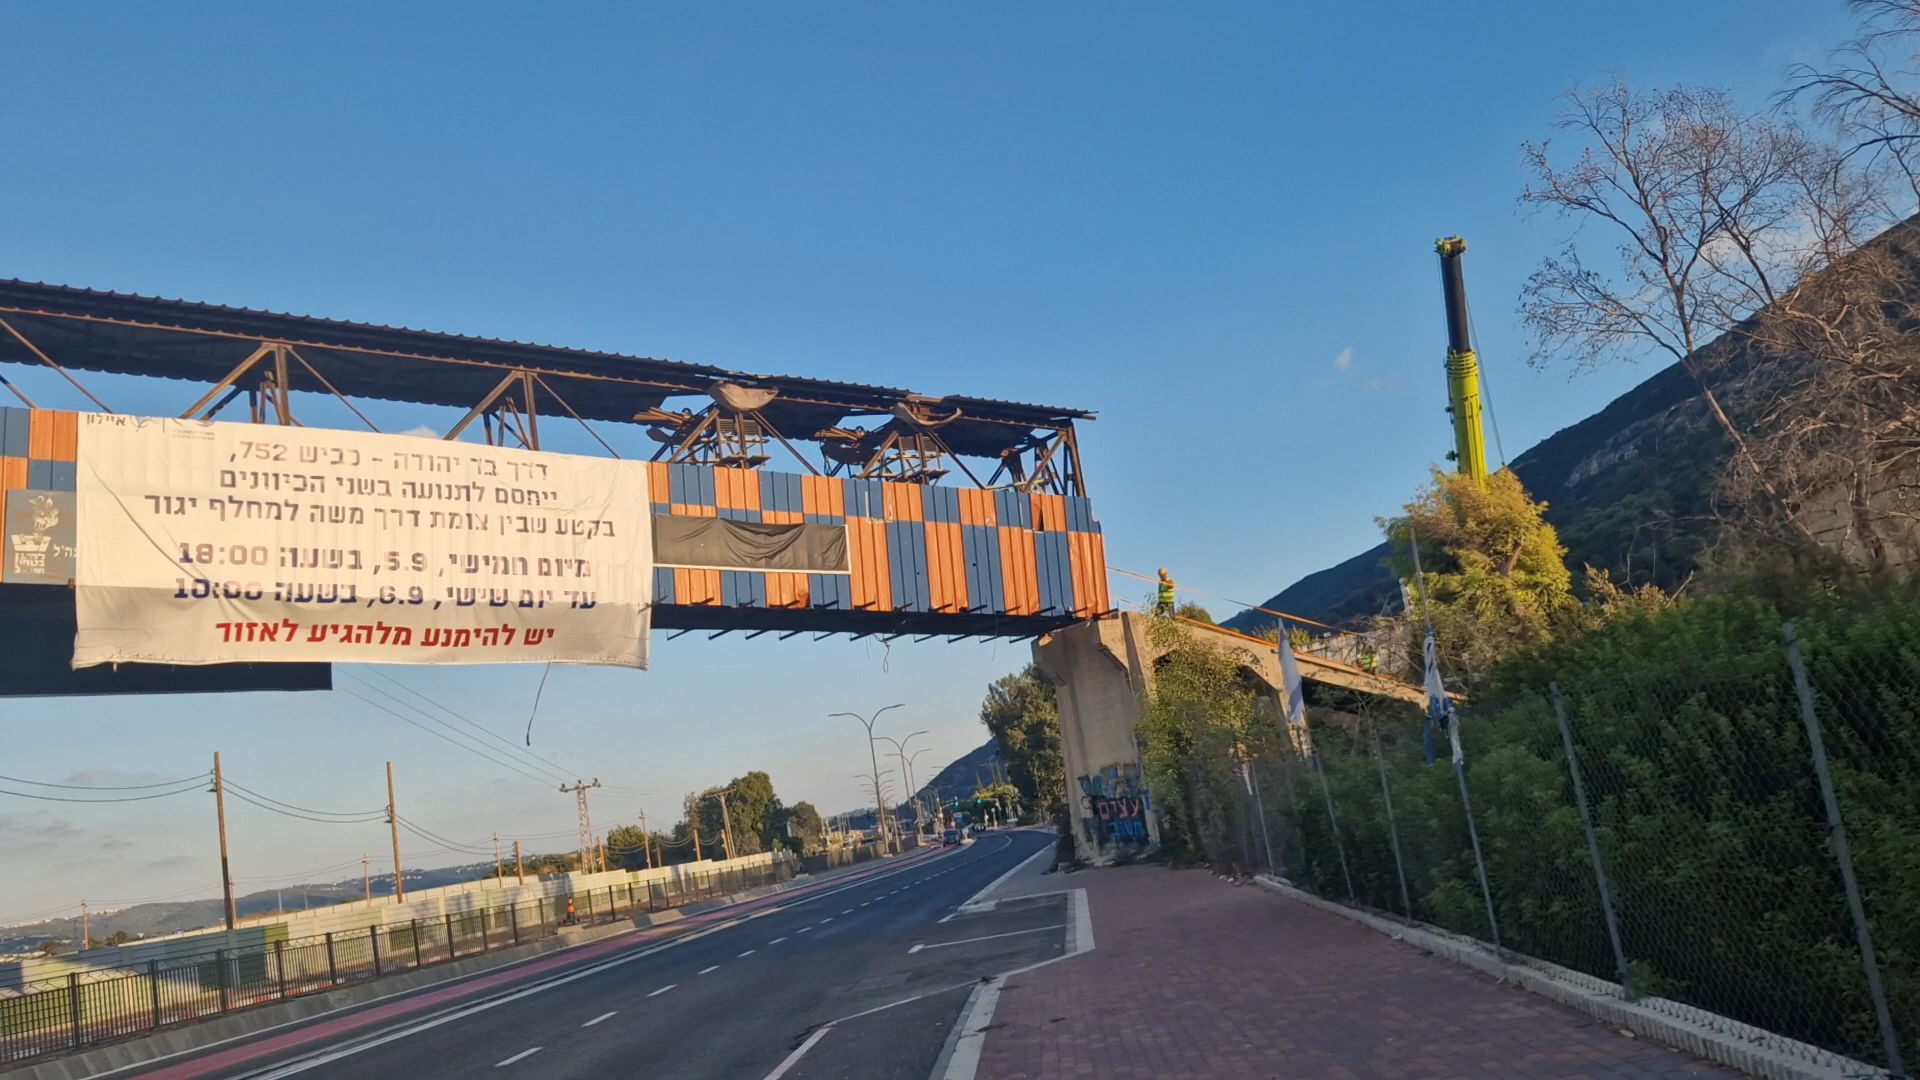 איילון
דרך בר יהודה - כביש 752,
ייחסם לתנועה בשני הכיוונים
בקטע שבין צומת דרך משה למחלף יגור
מיום חמישי, 5.9, בשעה 18:00
עד יום שישי, 6.9, בשעה 10:00
יש להימנע מלהגיע לאזור